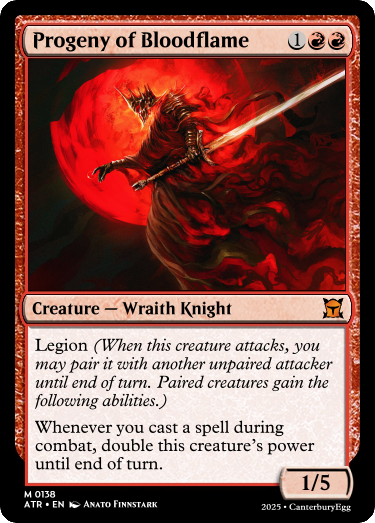 Progeny of Bloodflame 1
Creature — Wraith Knight
Legion (When this creature attacks, you
may pair it with another unpaired attacker
until end of turn. Paired creatures gain the
following abilities.)
Whenever you cast a spell during
combat, double this creature's power
until end of turn.
1/5
M 0138
ATR • EN Anato Finnstark
2025 • CanterburyEgg